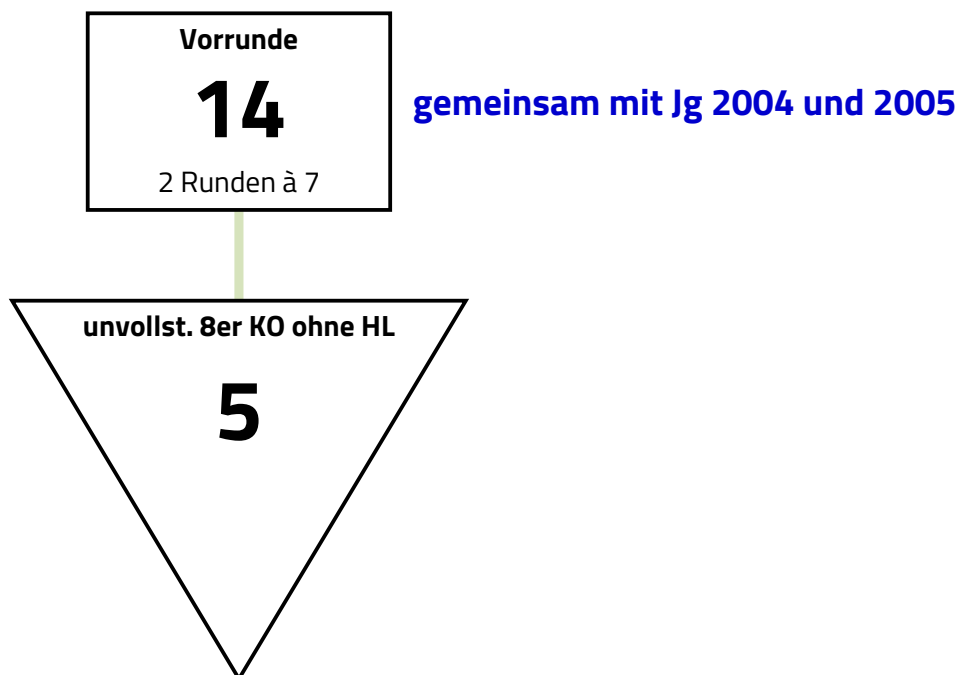 Vorrunde
14
gemeinsam mit Jg 2004 und 2005
2 Runden à 7
unvollst. 8er KO ohne HL
5